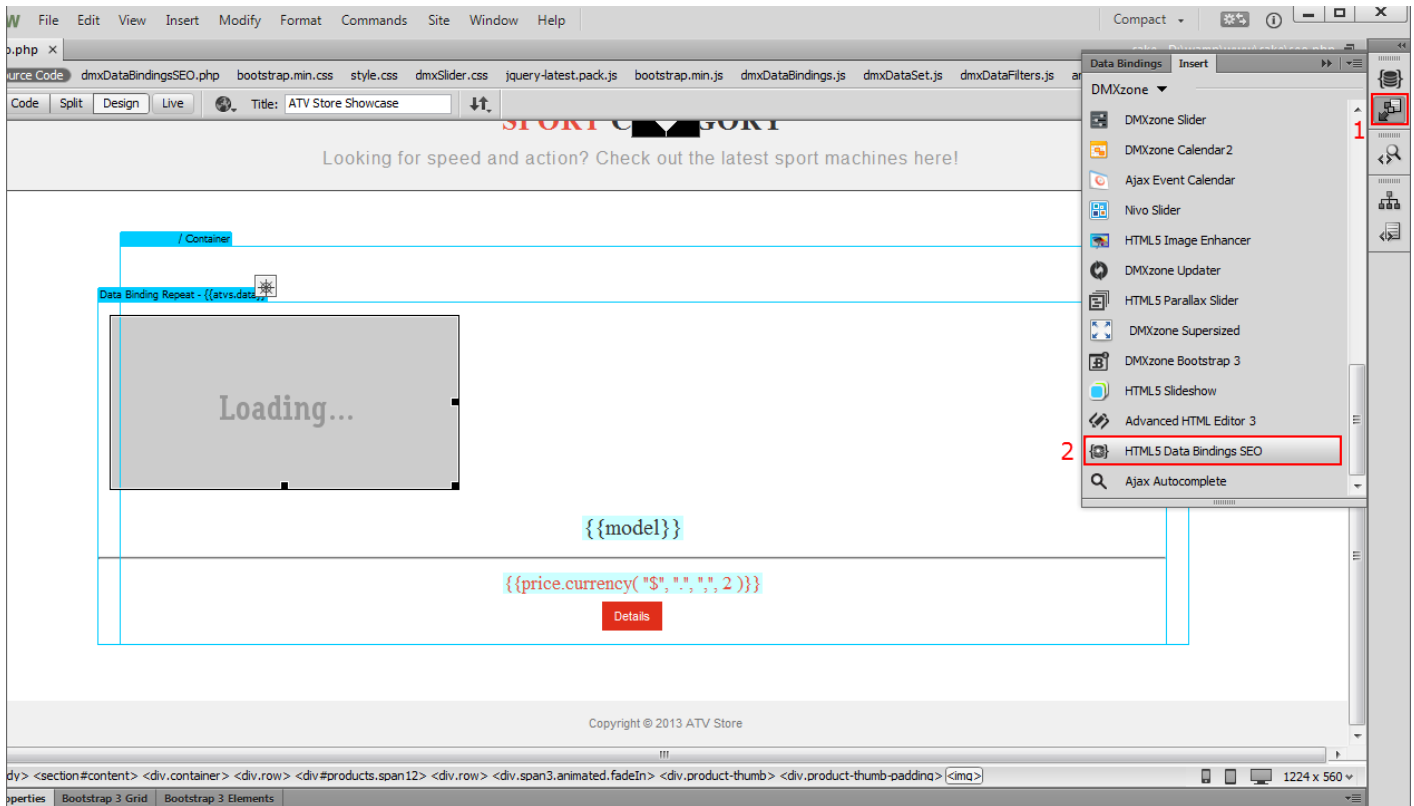 W File Edit View Insert Modify Format Commands Site Window Help Compact
o.php ×
urce Code dmxDataBindingsSEO.php bootstrap.min.css style.css dmxSlider.css jquery-latest.pack.js bootstrap.min.js dmxDataBindings.js dmxDataSet.js dmxDataFilters.js
Code Split Design Live Title: ATV Store Showcase
SPORT
Looking for speed and action? Check out the latest sport machines here!
/ Container
Data Binding Repeat - {{atvs.data}}
Loading...
{{model}}
{{price.currency( "$", ".", ",", 2 )}}
Details
Copyright © 2013 ATV Store
Data Bindings Insert
DMXzone
DMXzone Slider
1
DMXzone Calendar2
Ajax Event Calendar
Nivo Slider
HTML5 Image Enhancer
DMXzone Updater
HTML5 Parallax Slider
DMXzone Supersized
DMXzone Bootstrap 3
HTML5 Slideshow
Advanced HTML Editor 3
2 HTML5 Data Bindings SEO
Ajax Autocomplete
dy> <section#content> <div.container> <div.row> <div#products.span12> <div.row> <div.span3.animated.fadeIn> <div.product-thumb> <div.product-thumb-padding> <img> 1224 x 560
operties Bootstrap 3 Grid Bootstrap 3 Elements